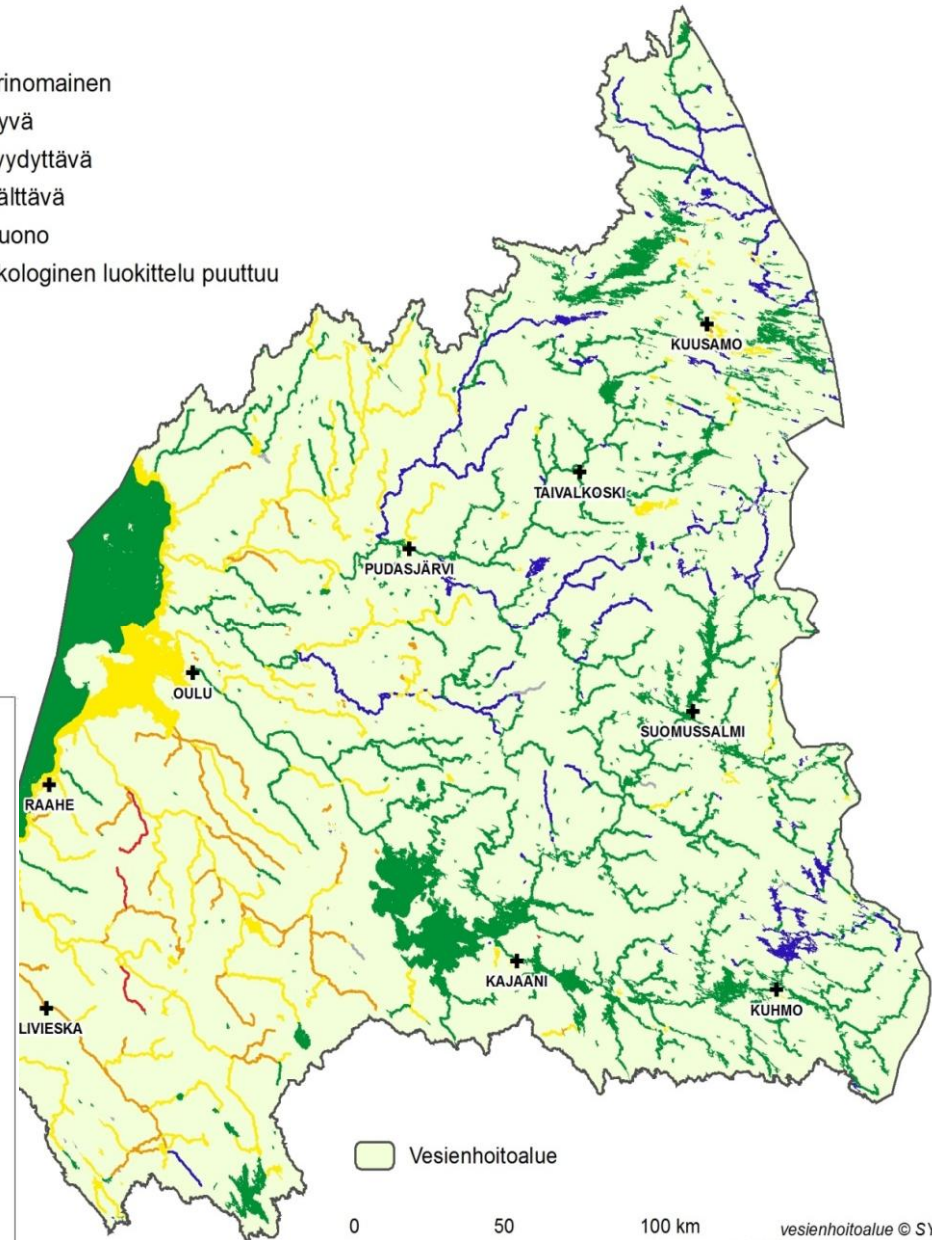 rinomainen
yvä
yydyttävä
älttävä
uono
kologinen luokittelu puuttuu
KUUSAMO
TAIVALKOSKI
PUDASJÄRVI
OULU
SUOMUSSALMI
RAAHE
KAJAANI
KUHMO
LIVIESKA
Vesienhoitoalue
0 50 100 km
vesienhoitoalue © SY